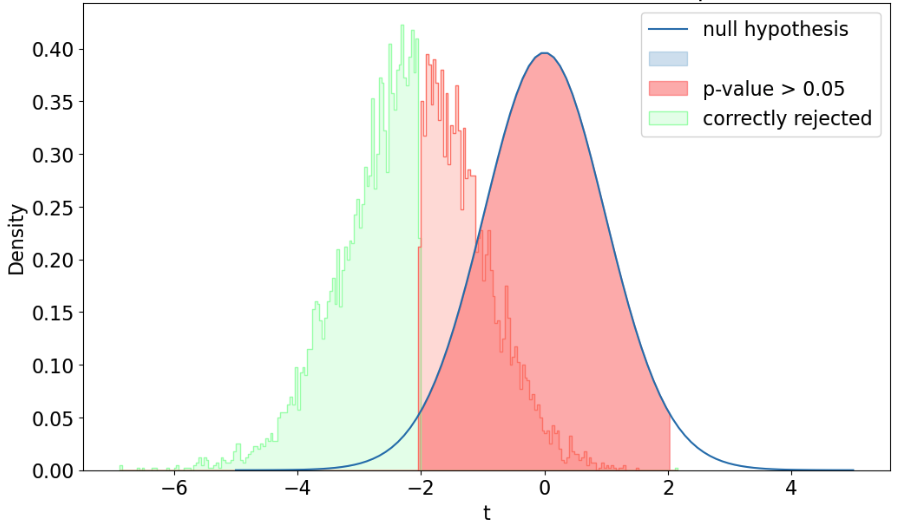 null hypothesis
p-value > 0.05
correctly rejected
Density
0.40
0.35
0.30
0.25
0.20
0.15
0.10
0.05
0.00
−6 −4 −2 0 2 4
t